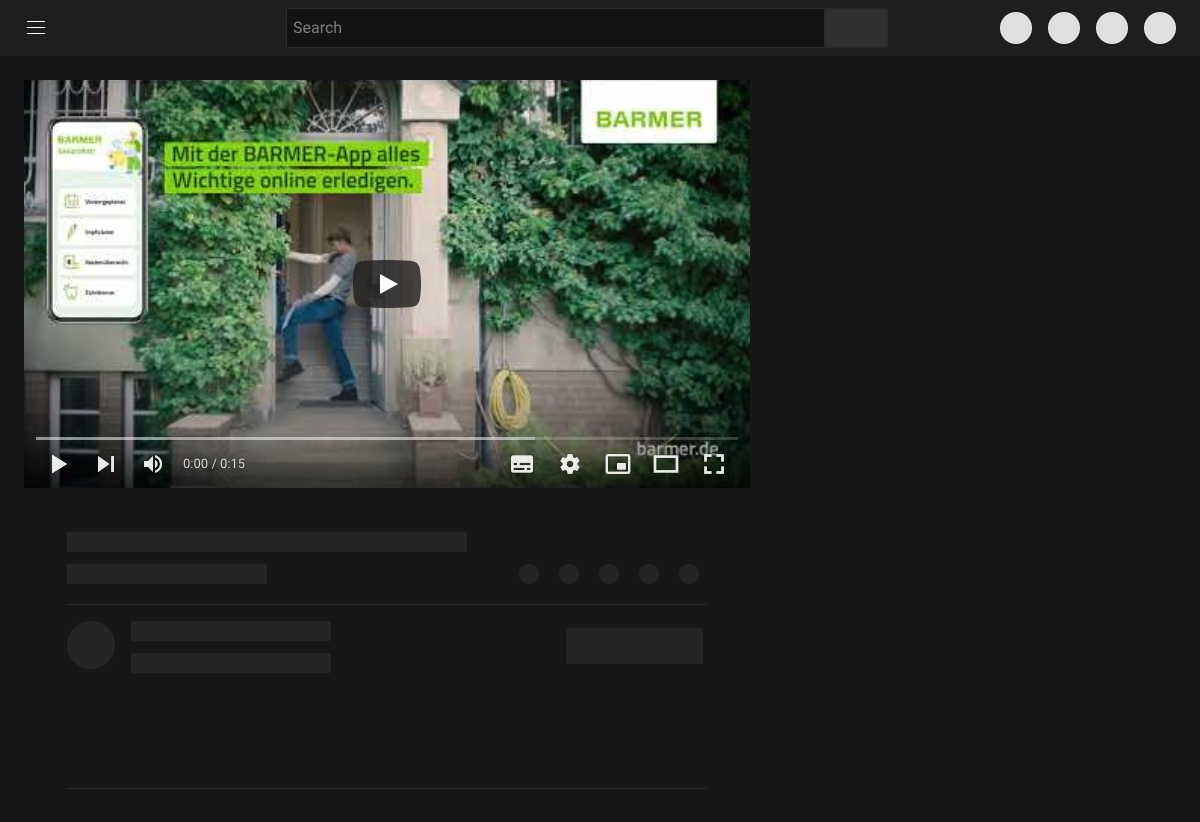 Search
BARMER
BARMER
Mit der BARMER-App alles
Wichtige online erledigen.
Vorsorgeplaner
Impfplaner
Kostenübersicht
Zahnbonus
barmer.de
0:00 / 0:15